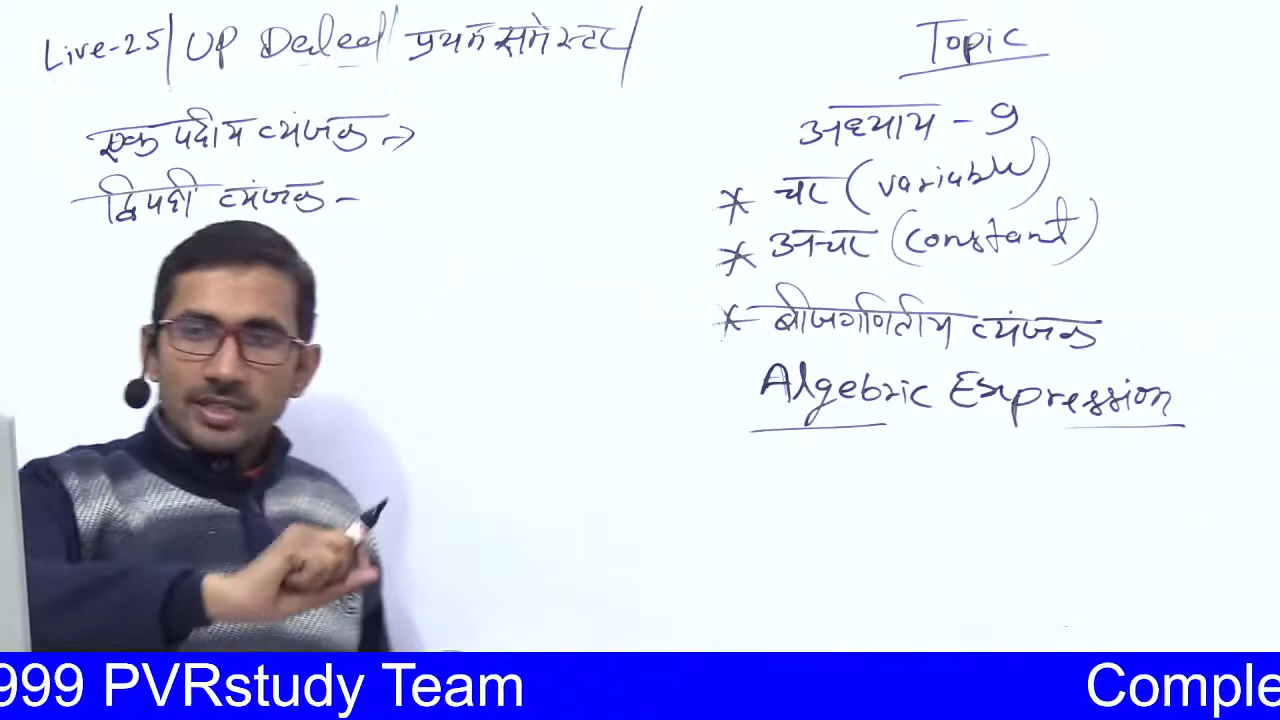 Live-25/ UP Deled/ प्रथम समेस्टर/
एक पदीय व्यंजक →
द्विपदी व्यंजक -
Topic
अध्याय - 9
* चर (variable)
* अचर (constant)
* बीजगणितीय व्यंजक
Algebric Expression
999 PVRstudy Team
Comple